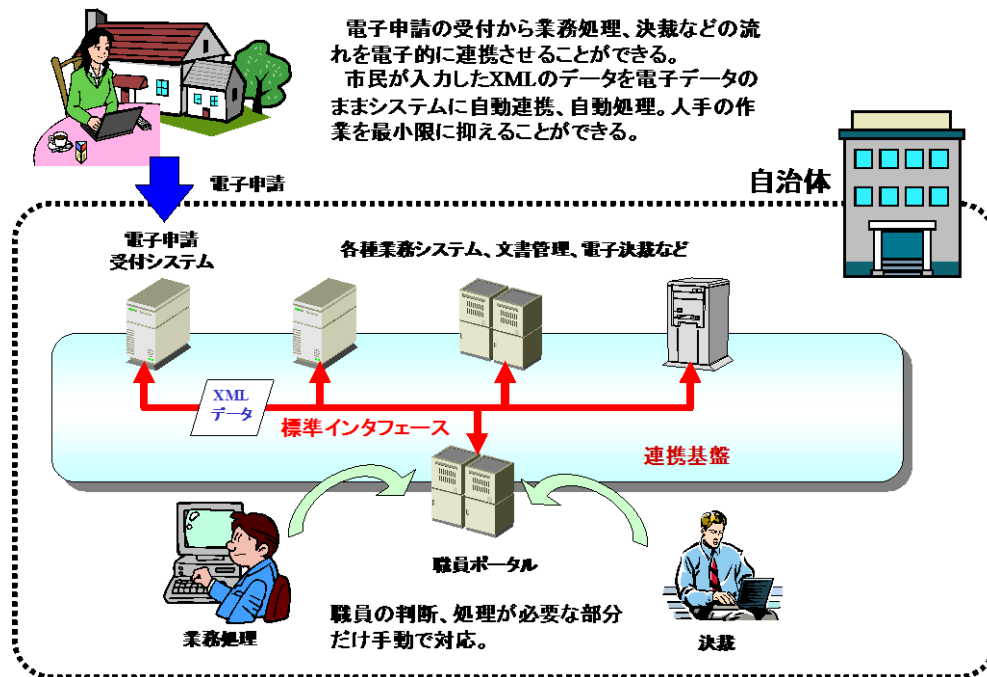 電子申請の受付から業務処理、決裁などの流
れを電子的に連携させることができる。
市民が入力したXMLのデータを電子データの
ままシステムに自動連携、自動処理。人手の作
業を最小限に抑えることができる。
電子申請
自治体
電子申請
受付システム
各種業務システム、文書管理、電子決裁など
XML
データ
標準インタフェース
連携基盤
職員ポータル
業務処理
職員の判断、処理が必要な部分
だけ手動で対応。
決裁